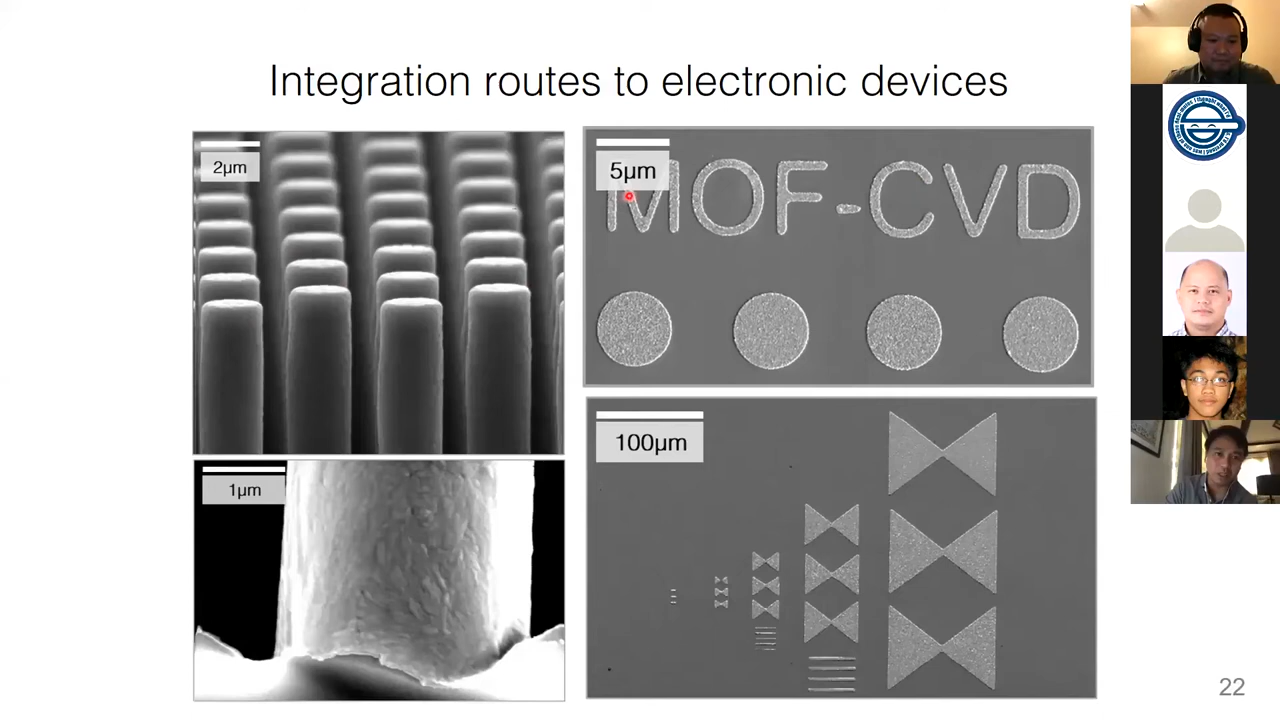 Integration routes to electronic devices
2µm
5µm
MOF-CVD
1µm
100µm
22